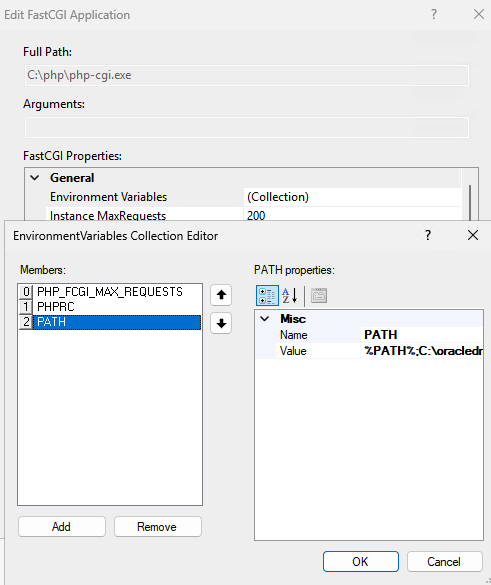 Edit FastCGI Application
?
Full Path:
C:\php\php-cgi.exe
Arguments:
FastCGI Properties:
General
Environment Variables (Collection)
Instance MaxRequests 200
EnvironmentVariables Collection Editor ?
Members:
0 PHP_FCGI_MAX_REQUESTS
1 PHPRC
2 PATH
Add Remove
PATH properties:
A Z
Misc
Name PATH
Value %PATH%;C:\oracledr
OK Cancel